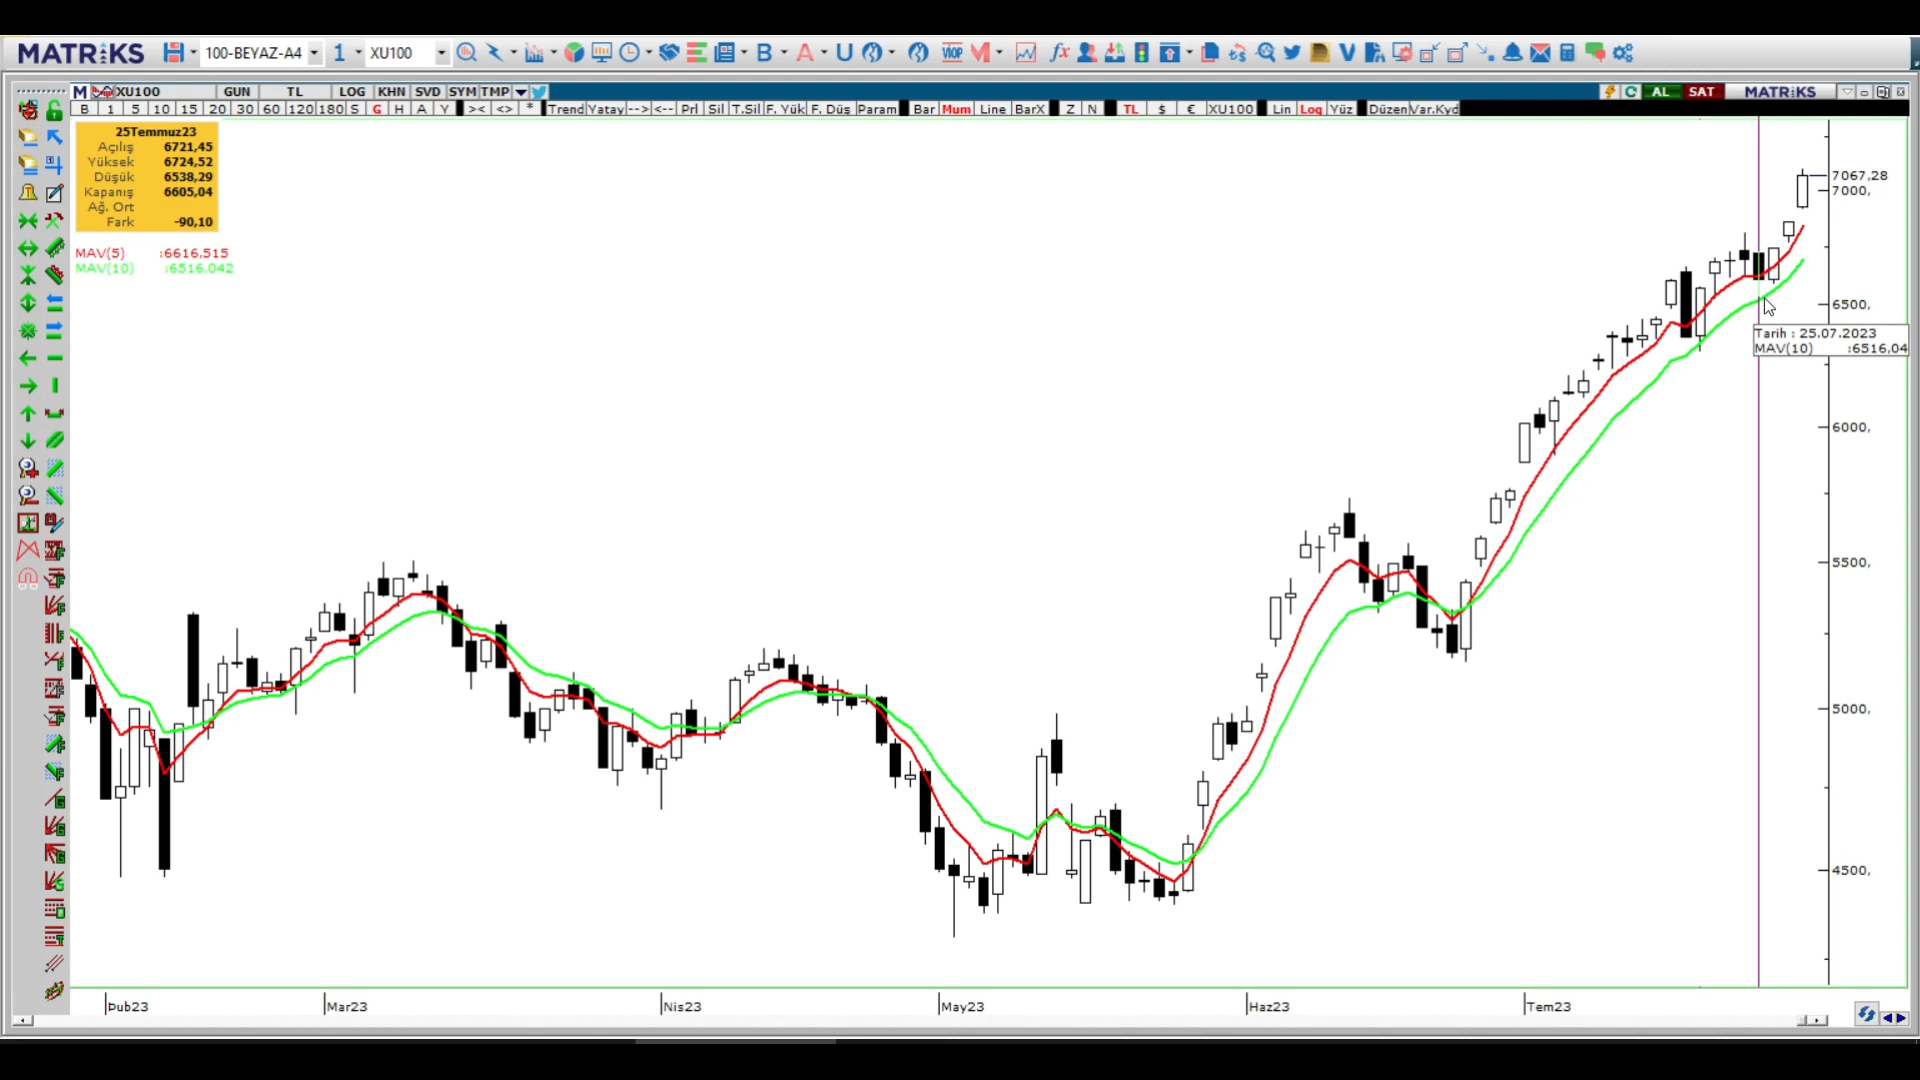 MATRiKS 100-BEYAZ-A4 1 XU100 B A U VIOP M fx V
M XU100 GUN TL LOG KHN SVD SYM TMP AL SAT MATRiKS
B 1 5 10 15 20 30 60 120 180 S G H A Y >< <> * Trend Yatay --> <-- Prl Sil T.Sil F. Yük F. Düş Param Bar Mum Line BarX Z N TL $ € XU100 Lin Log Yüz Düzen Var.Kyd
25Temmuz23
Açılış 6721,45
Yüksek 6724,52
Düşük 6538,29
Kapanış 6605,04
Ağ. Ort
Fark -90,10
MAV(5) :6616,515
MAV(10) :6516,042
7067,28
7000,
6500,
Tarih : 25.07.2023
MAV(10) :6516,04
6000,
5500,
5000,
4500,
Þub23 Mar23 Nis23 May23 Haz23 Tem23